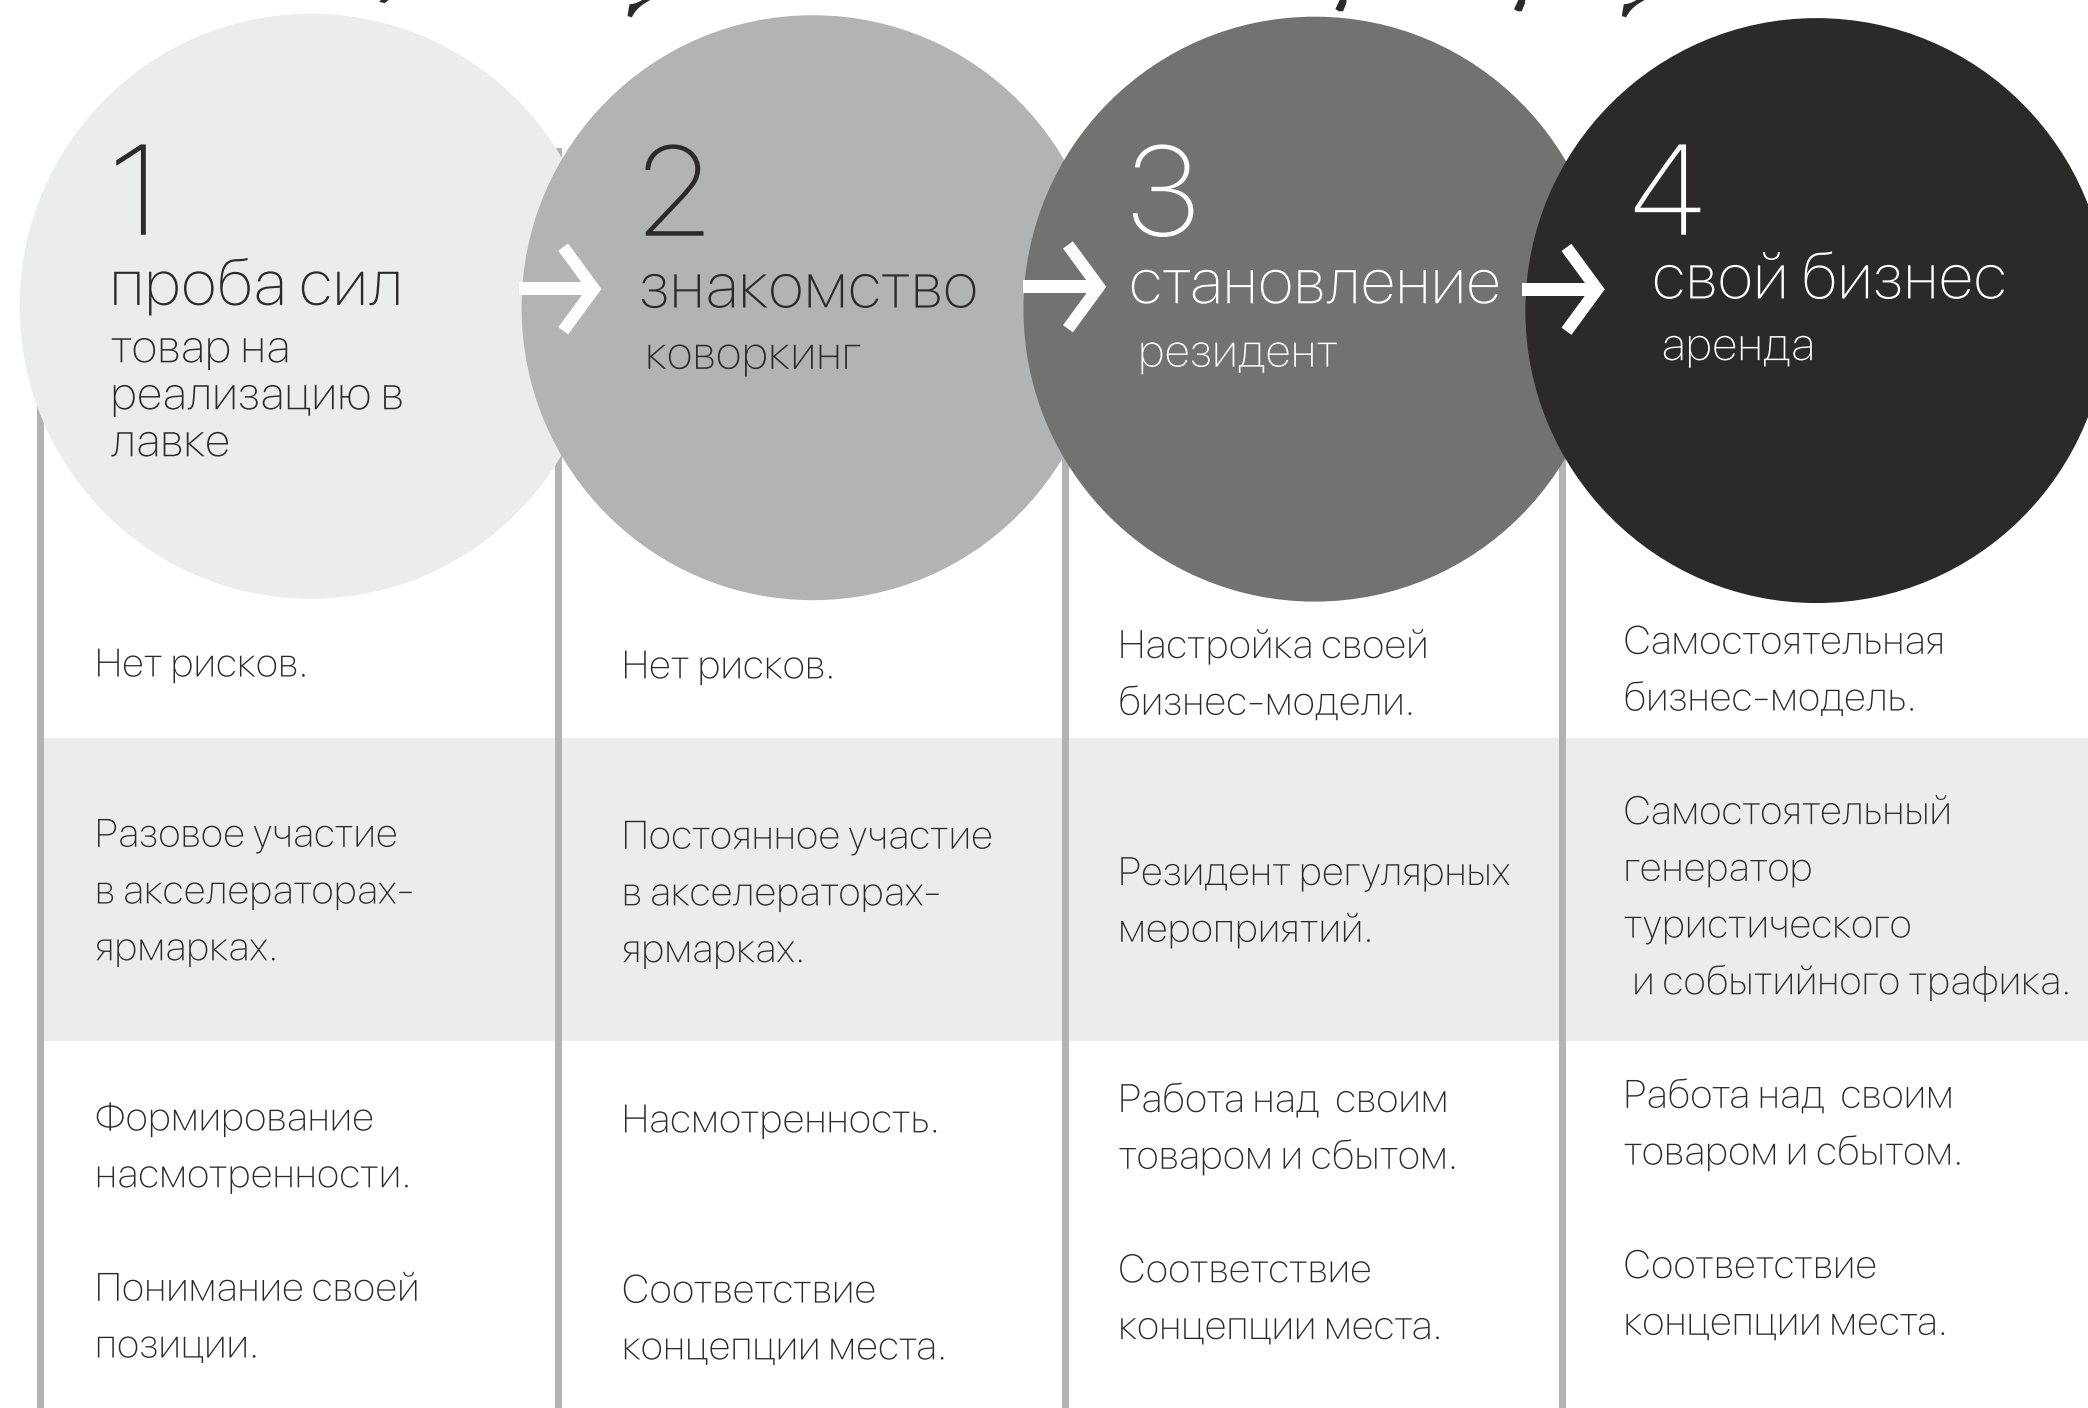 1
проба сил
товар на
реализацию в
лавке
2
знакомство
коворкинг
3
становление
резидент
4
свой бизнес
аренда
Нет рисков.
Нет рисков.
Настройка своей
бизнес-модели.
Самостоятельная
бизнес-модель.
Разовое участие
в акселераторах-
ярмарках.
Постоянное участие
в акселераторах-
ярмарках.
Резидент регулярных
мероприятий.
Самостоятельный
генератор
туристического
и событийного трафика.
Формирование
насмотренности.
Насмотренность.
Работа над своим
товаром и сбытом.
Работа над своим
товаром и сбытом.
Понимание своей
позиции.
Соответствие
концепции места.
Соответствие
концепции места.
Соответствие
концепции места.